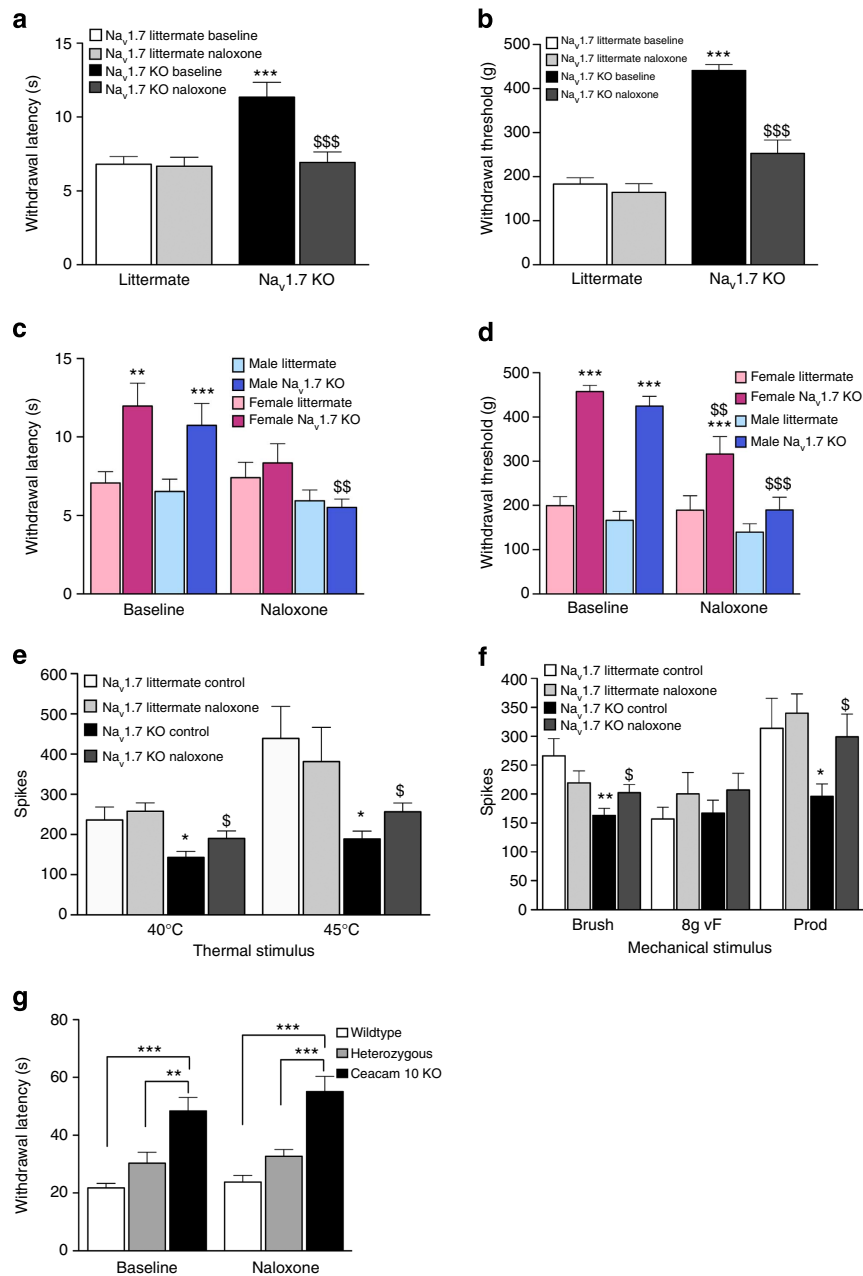 a
Withdrawal latency (s)
15
10
5
0
Naᵥ1.7 littermate baseline
Naᵥ1.7 littermate naloxone
Naᵥ1.7 KO baseline
Naᵥ1.7 KO naloxone
***
$$$
Littermate
Naᵥ1.7 KO
b
Withdrawal threshold (g)
500
400
300
200
100
0
Naᵥ1.7 littermate baseline
Naᵥ1.7 littermate naloxone
Naᵥ1.7 KO baseline
Naᵥ1.7 KO naloxone
***
$$$
Littermate
Naᵥ1.7 KO
c
Withdrawal latency (s)
15
10
5
0
Male littermate
Male Naᵥ1.7 KO
Female littermate
Female Naᵥ1.7 KO
**
***
$$
Baseline
Naloxone
d
Withdrawal threshold (g)
500
400
300
200
100
0
Female littermate
Female Naᵥ1.7 KO
Male littermate
Male Naᵥ1.7 KO
***
***
$$
***
$$$
Baseline
Naloxone
e
Spikes
600
500
400
300
200
100
0
Naᵥ1.7 littermate control
Naᵥ1.7 littermate naloxone
Naᵥ1.7 KO control
Naᵥ1.7 KO naloxone
*
$
*
$
40°C
45°C
Thermal stimulus
f
Spikes
400
350
300
250
200
150
100
50
0
Naᵥ1.7 littermate control
Naᵥ1.7 littermate naloxone
Naᵥ1.7 KO control
Naᵥ1.7 KO naloxone
**
$
*
$
Brush
8g vF
Prod
Mechanical stimulus
g
Withdrawal latency (s)
80
60
40
20
0
Wildtype
Heterozygous
Ceacam 10 KO
***
**
***
***
Baseline
Naloxone